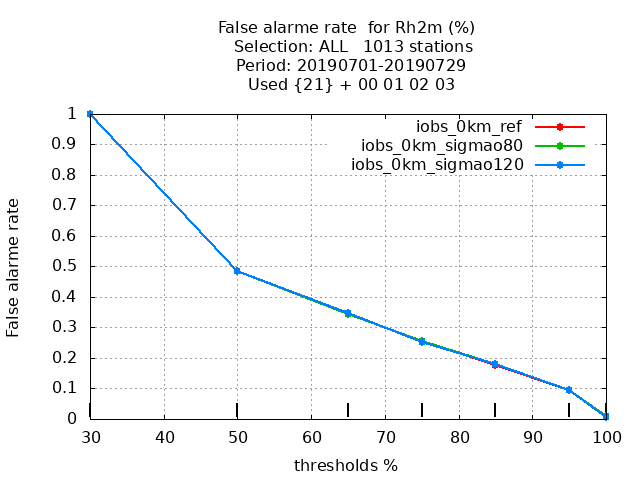 False alarme rate  for Rh2m (%)
Selection: ALL   1013 stations
Period: 20190701-20190729
Used {21} + 00 01 02 03
iobs_0km_ref
iobs_0km_sigmao80
iobs_0km_sigmao120
False alarme rate
1
0.9
0.8
0.7
0.6
0.5
0.4
0.3
0.2
0.1
0
30 40 50 60 70 80 90 100
thresholds %